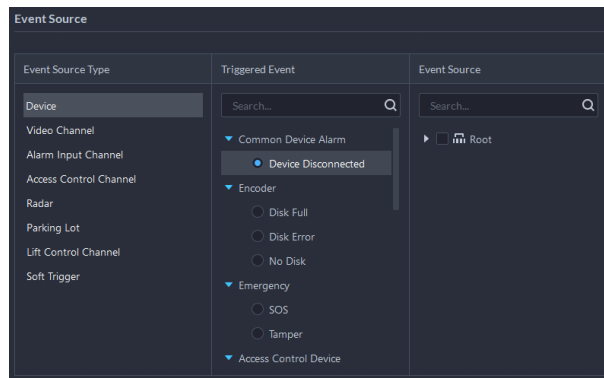 Event Source
Event Source Type
Triggered Event
Event Source
Device
Video Channel
Alarm Input Channel
Access Control Channel
Radar
Parking Lot
Lift Control Channel
Soft Trigger
Search...
Common Device Alarm
Device Disconnected
Encoder
Disk Full
Disk Error
No Disk
Emergency
SOS
Tamper
Access Control Device
Search...
Root